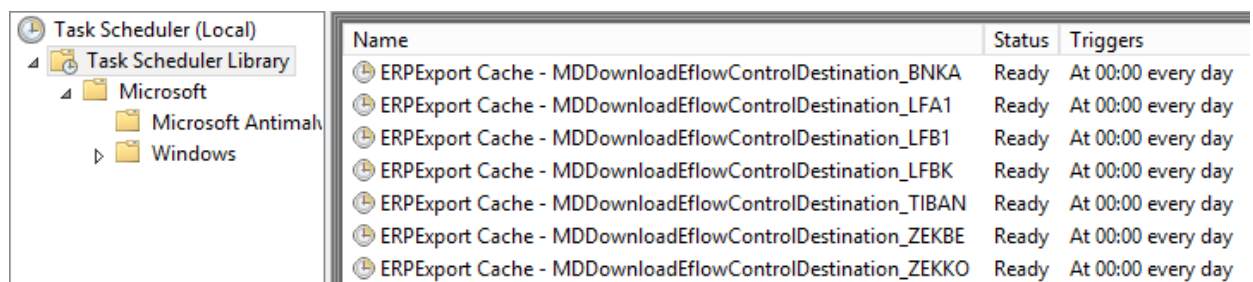 Task Scheduler (Local)
Task Scheduler Library
Microsoft
Microsoft Antimalv
Windows
Name Status Triggers
ERPExport Cache - MDDownloadEflowControlDestination_BNKA Ready At 00:00 every day
ERPExport Cache - MDDownloadEflowControlDestination_LFA1 Ready At 00:00 every day
ERPExport Cache - MDDownloadEflowControlDestination_LFB1 Ready At 00:00 every day
ERPExport Cache - MDDownloadEflowControlDestination_LFBK Ready At 00:00 every day
ERPExport Cache - MDDownloadEflowControlDestination_TIBAN Ready At 00:00 every day
ERPExport Cache - MDDownloadEflowControlDestination_ZEKBE Ready At 00:00 every day
ERPExport Cache - MDDownloadEflowControlDestination_ZEKKO Ready At 00:00 every day